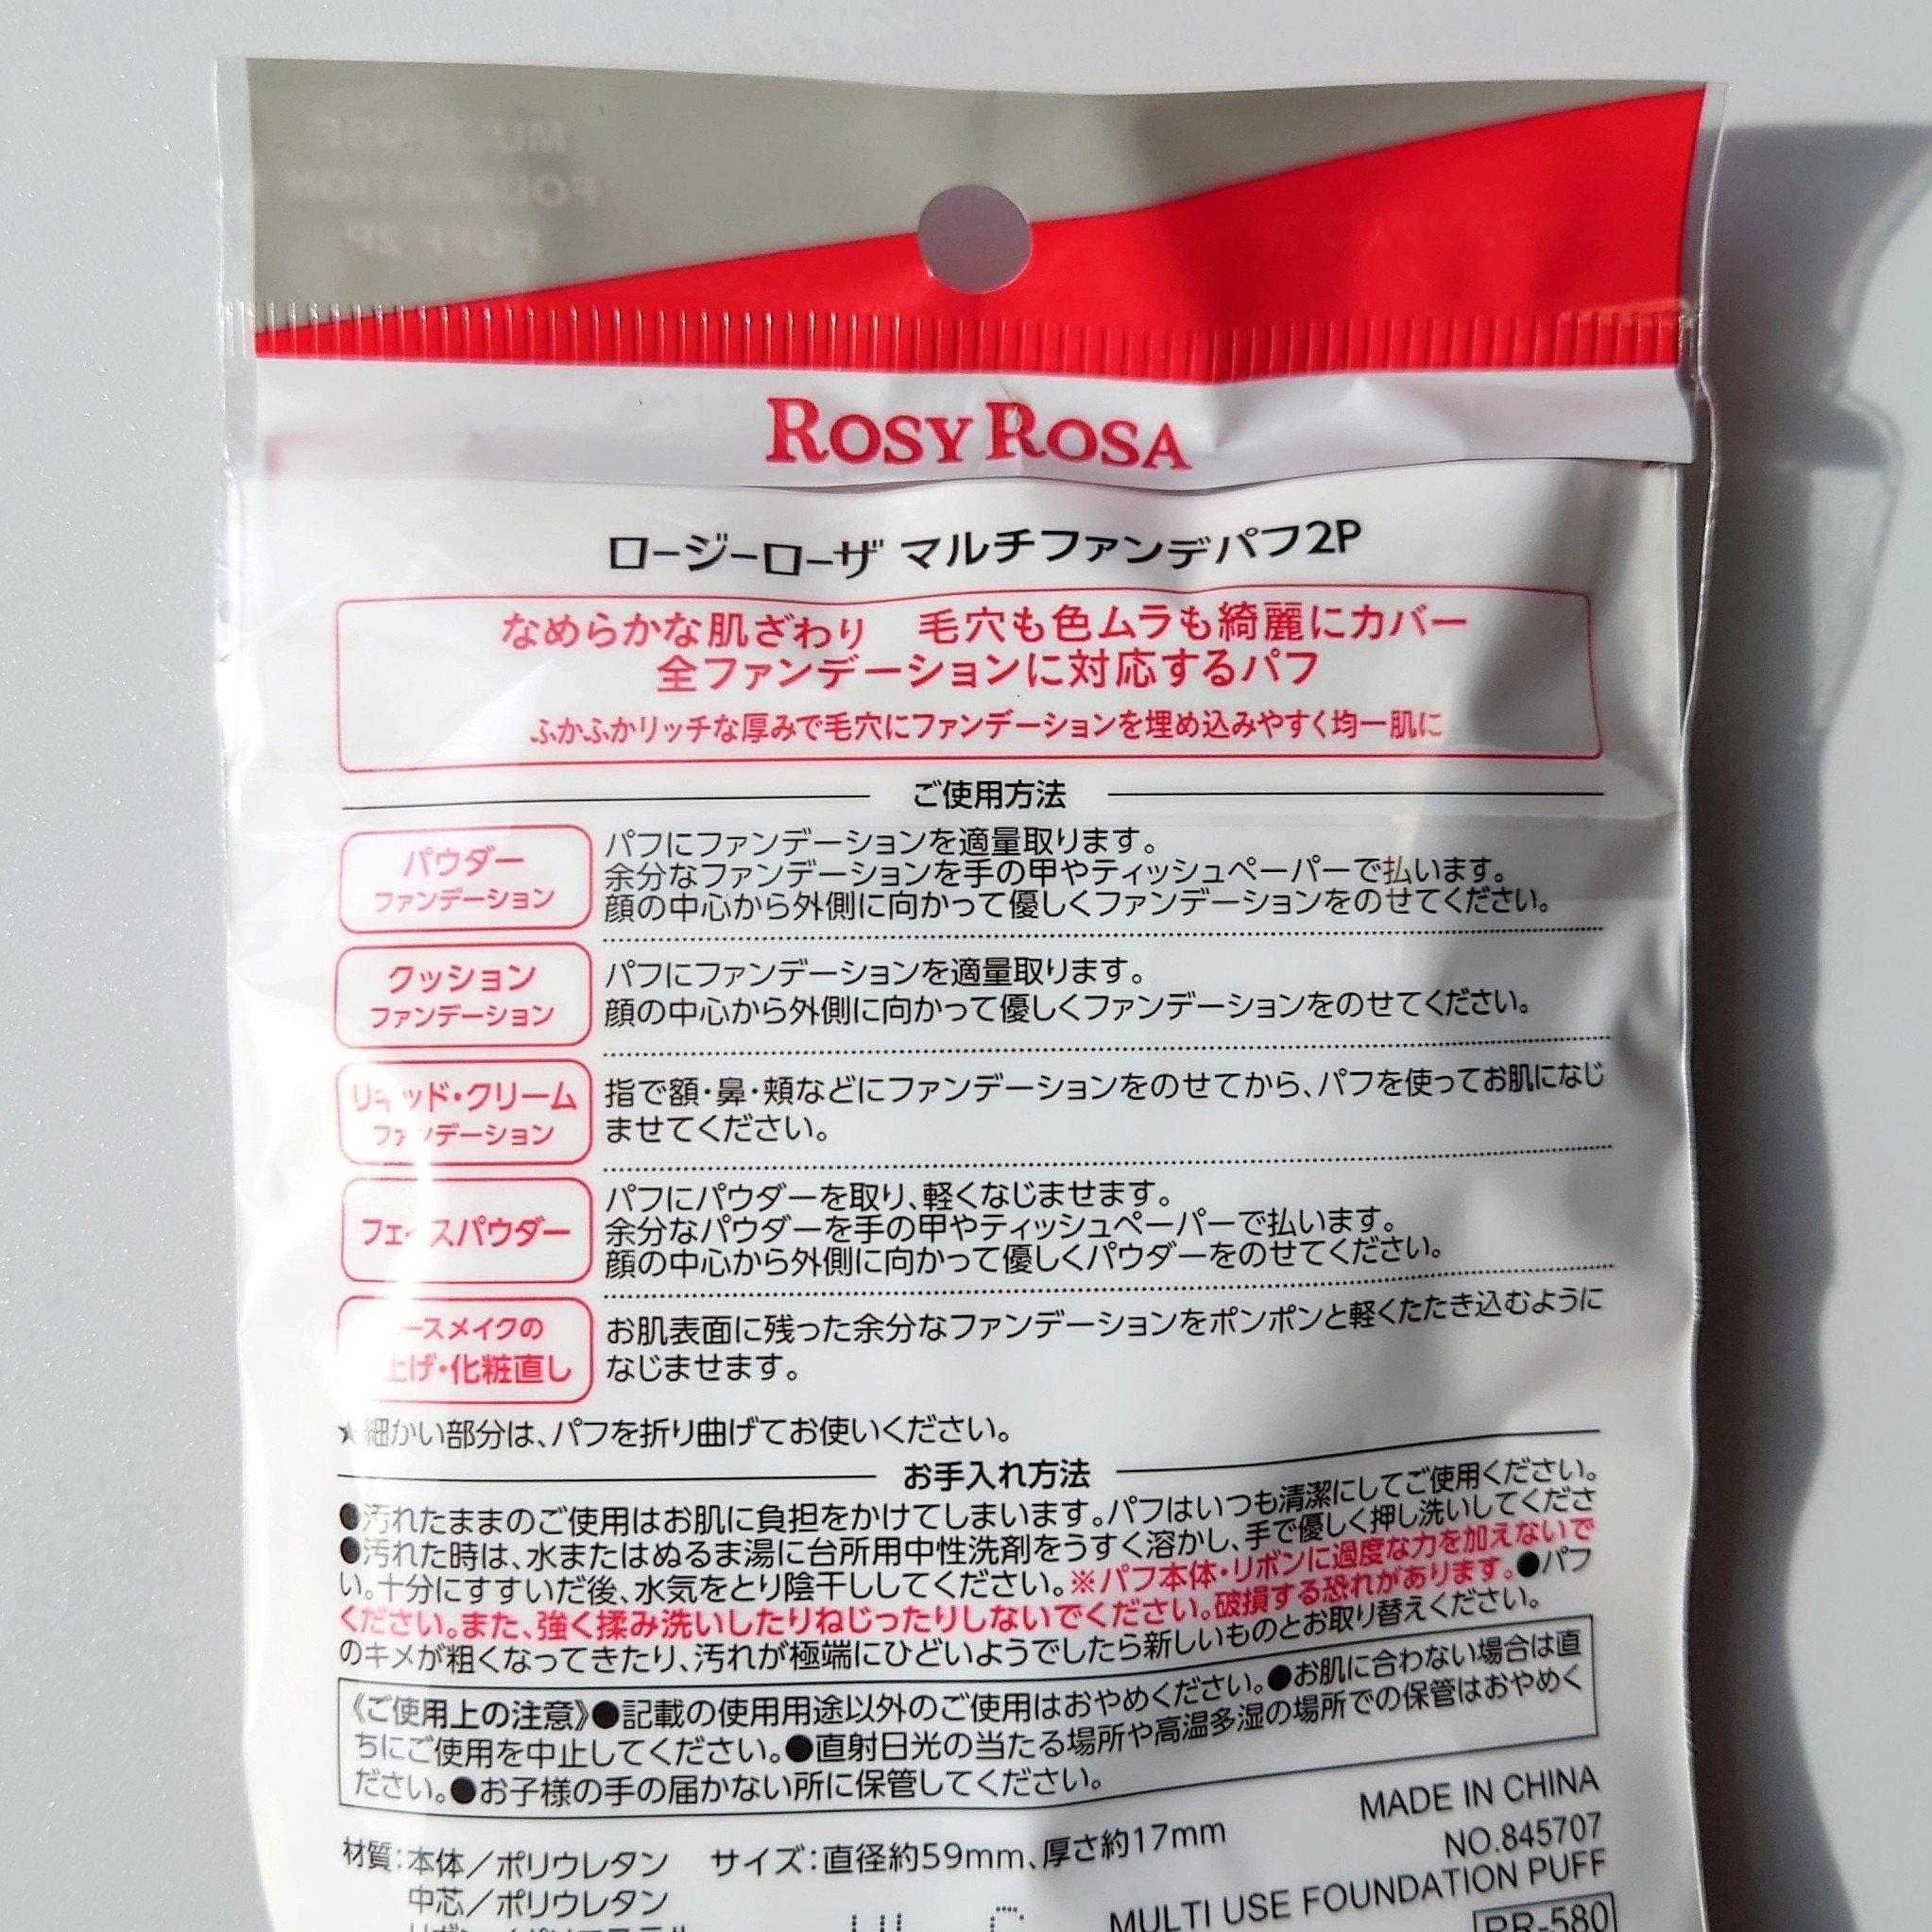 MULTI USE
FOUNDATION
PUFF 2P
ROSY ROSA
ロージーローザ マルチファンデパフ2P
なめらかな肌ざわり 毛穴も色ムラも綺麗にカバー
全ファンデーションに対応するパフ
ふかふかリッチな厚みで毛穴にファンデーションを埋め込みやすく均一肌に
ご使用方法
パウダー
ファンデーション
パフにファンデーションを適量取ります。
余分なファンデーションを手の甲やティッシュペーパーで払います。
顔の中心から外側に向かって優しくファンデーションをのせてください。
クッション
ファンデーション
パフにファンデーションを適量取ります。
顔の中心から外側に向かって優しくファンデーションをのせてください。
リキッド・クリーム
ファンデーション
指で額・鼻・頬などにファンデーションをのせてから、パフを使ってお肌になじ
ませてください。
フェイスパウダー
パフにパウダーを取り、軽くなじませます。
余分なパウダーを手の甲やティッシュペーパーで払います。
顔の中心から外側に向かって優しくパウダーをのせてください。
ースメイクの
上げ・化粧直し
お肌表面に残った余分なファンデーションをポンポンと軽くたたき込むように
なじませます。
★細かい部分は、パフを折り曲げてお使いください。
お手入れ方法
●汚れたままのご使用はお肌に負担をかけてしまいます。パフはいつも清潔にしてご使用ください。
●汚れた時は、水またはぬるま湯に台所用中性洗剤をうすく溶かし、手で優しく押し洗いしてくださ
い。十分にすすいだ後、水気をとり陰干ししてください。※パフ本体・リボンに過度な力を加えないで
ください。また、強く揉み洗いしたりねじったりしないでください。破損する恐れがあります。●パフ
のキメが粗くなってきたり、汚れが極端にひどいようでしたら新しいものとお取り替えください。
《ご使用上の注意》●記載の使用用途以外のご使用はおやめください。●お肌に合わない場合は直
ちにご使用を中止してください。●直射日光の当たる場所や高温多湿の場所での保管はおやめく
ださい。●お子様の手の届かない所に保管してください。
MADE IN CHINA
NO.845707
材質：本体／ポリウレタン サイズ：直径約59mm、厚さ約17mm
中芯／ポリウレタン
MULTI USE FOUNDATION PUFF
RR-580